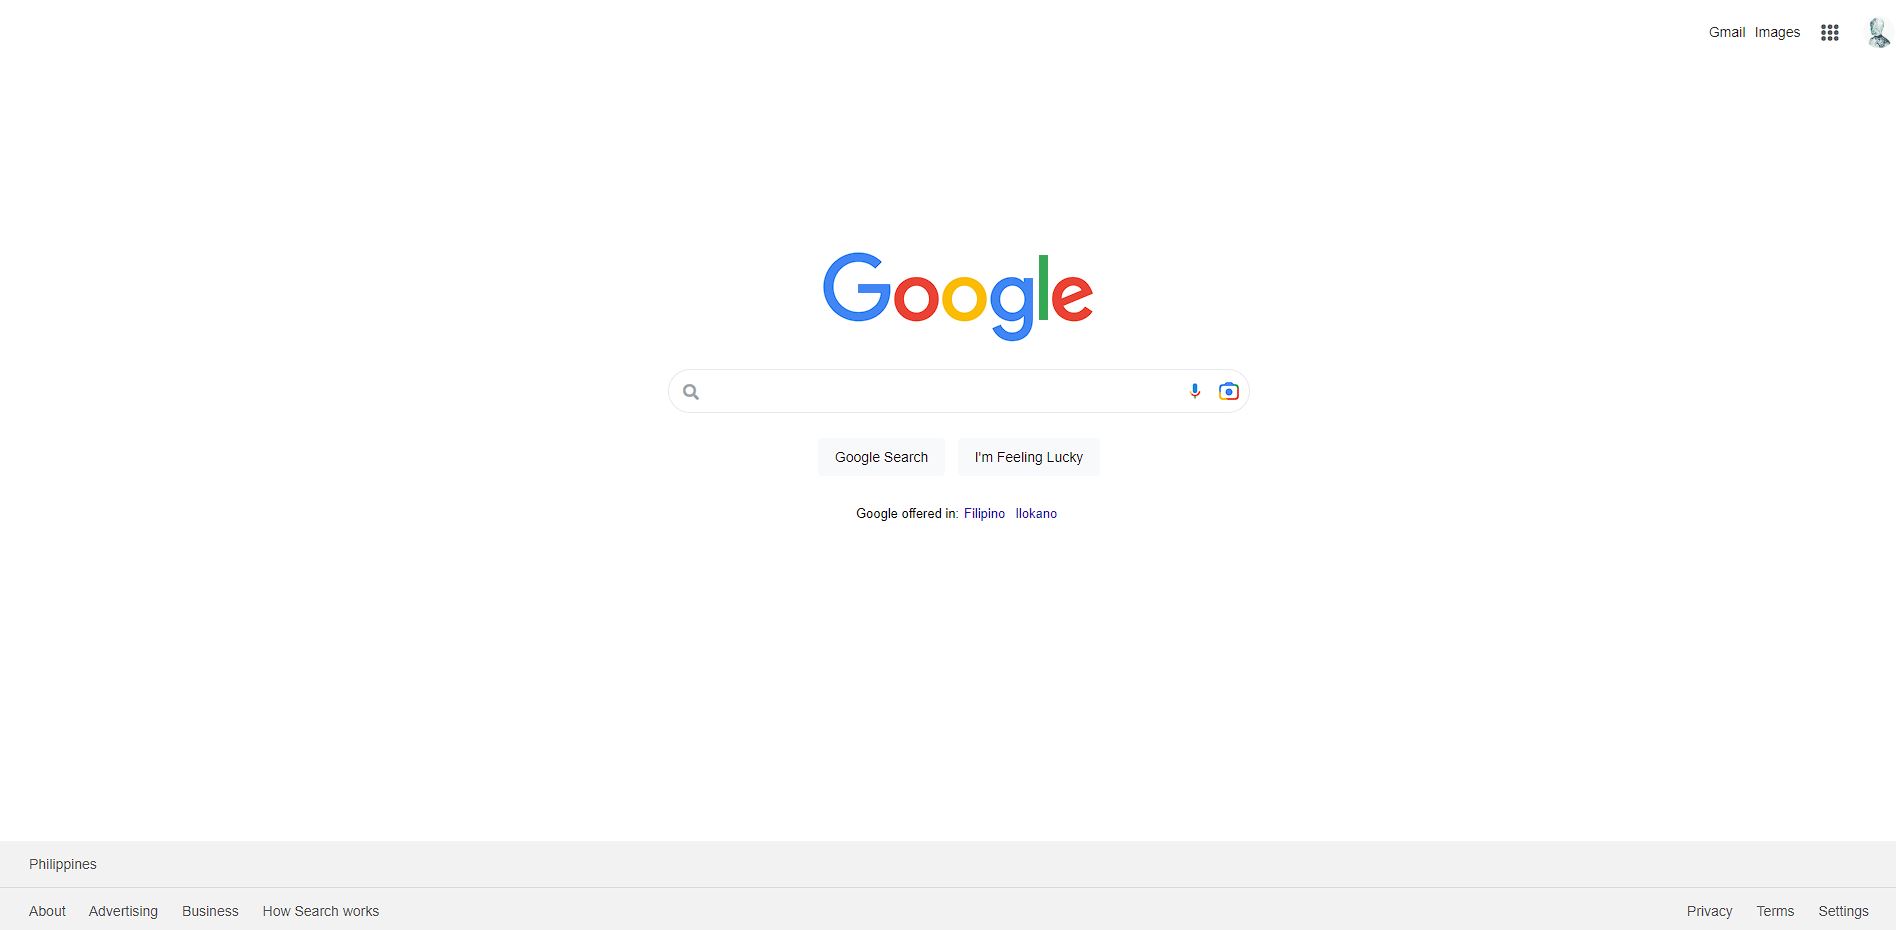 Gmail Images
Google
Google Search I'm Feeling Lucky
Google offered in: Filipino Ilokano
Philippines
About Advertising Business How Search works Privacy Terms Settings